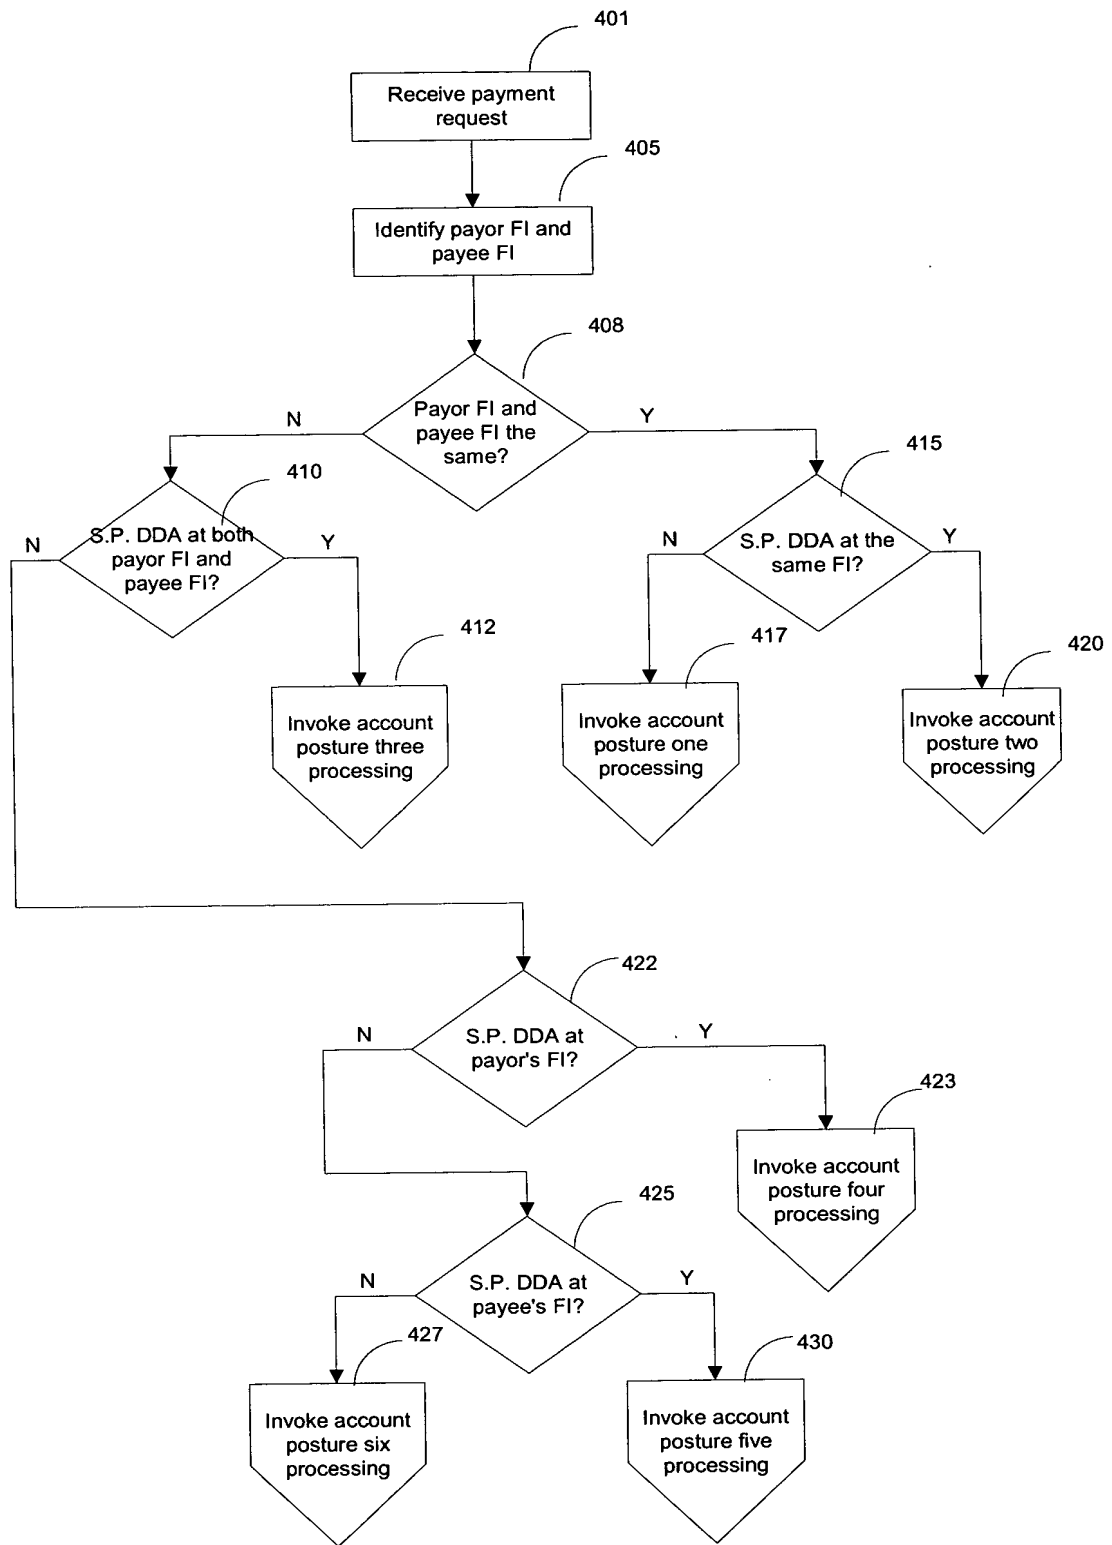 401
Receive payment
request
405
Identify payor FI and
payee FI
408
Payor FI and
payee FI the
same?
N
Y
410
415
S.P. DDA at both
payor FI and
payee FI?
N
Y
S.P. DDA at the
same FI?
N
Y
412
417
420
Invoke account
posture three
processing
Invoke account
posture one
processing
Invoke account
posture two
processing
422
S.P. DDA at
payor's FI?
N
Y
423
Invoke account
posture four
processing
425
S.P. DDA at
payee's FI?
N
Y
427
430
Invoke account
posture six
processing
Invoke account
posture five
processing